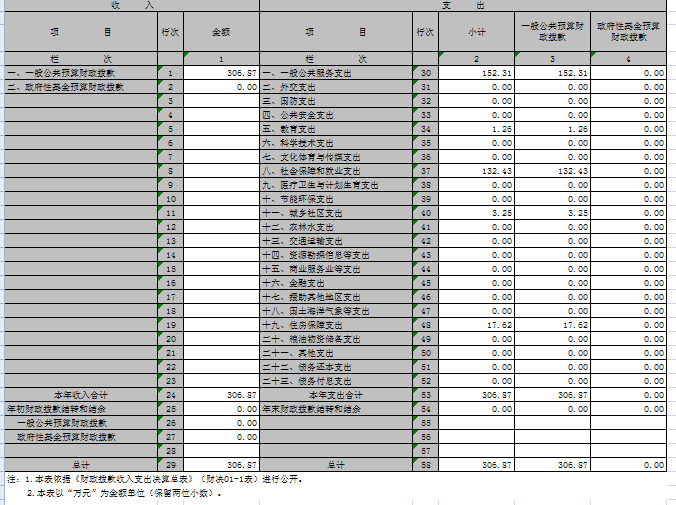 收 入 支 出
项 目 行次 金额 项 目 行次 小计 一般公共预算财政拨款 政府性基金预算财政拨款
栏 次 1 栏 次 2 3 4
一、一般公共预算财政拨款 1 306.87 一、一般公共服务支出 30 152.31 152.31 0.00
二、政府性基金预算财政拨款 2 0.00 二、外交支出 31 0.00 0.00 0.00
3 三、国防支出 32 0.00 0.00 0.00
4 四、公共安全支出 33 0.00 0.00 0.00
5 五、教育支出 34 1.26 1.26 0.00
6 六、科学技术支出 35 0.00 0.00 0.00
7 七、文化体育与传媒支出 36 0.00 0.00 0.00
8 八、社会保障和就业支出 37 132.43 132.43 0.00
9 九、医疗卫生与计划生育支出 38 0.00 0.00 0.00
10 十、节能环保支出 39 0.00 0.00 0.00
11 十一、城乡社区支出 40 3.25 3.25 0.00
12 十二、农林水支出 41 0.00 0.00 0.00
13 十三、交通运输支出 42 0.00 0.00 0.00
14 十四、资源勘探信息等支出 43 0.00 0.00 0.00
15 十五、商业服务业等支出 44 0.00 0.00 0.00
16 十六、金融支出 45 0.00 0.00 0.00
17 十七、援助其他地区支出 46 0.00 0.00 0.00
18 十八、国土海洋气象等支出 47 0.00 0.00 0.00
19 十九、住房保障支出 48 17.62 17.62 0.00
20 二十、粮油物资储备支出 49 0.00 0.00 0.00
21 二十一、其他支出 50 0.00 0.00 0.00
22 二十二、债务还本支出 51 0.00 0.00 0.00
23 二十三、债务付息支出 52 0.00 0.00 0.00
本年收入合计 24 306.87 本年支出合计 53 306.87 306.87 0.00
年初财政拨款结转和结余 25 0.00 年末财政拨款结转和结余 54 0.00 0.00 0.00
一般公共预算财政拨款 26 0.00 55
政府性基金预算财政拨款 27 0.00 56
28 57
总计 29 306.87 总计 58 306.87 306.87 0.00
注：1.本表依据《财政拨款收入支出决算总表》（财决01-1表）进行公开。
2.本表以“万元”为金额单位（保留两位小数）。